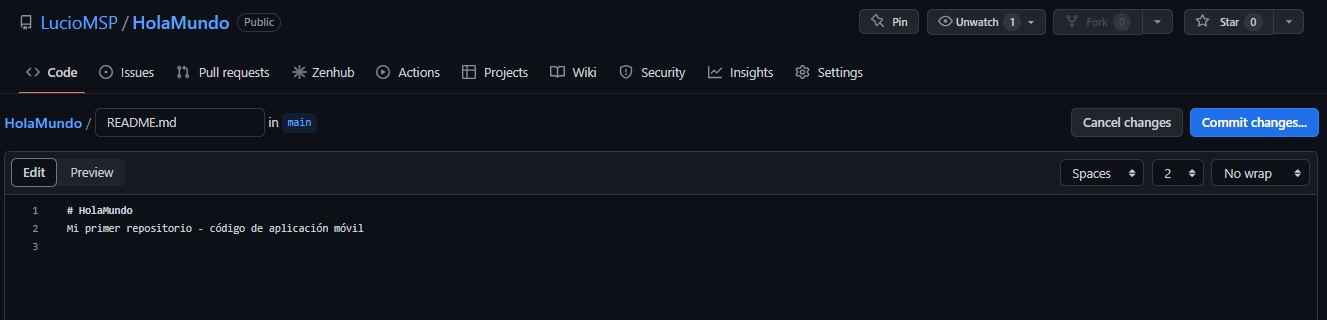 LucioMSP / HolaMundo Public Pin Unwatch 1 Fork 0 Star 0
Code Issues Pull requests Zenhub Actions Projects Wiki Security Insights Settings
HolaMundo / README.md in main Cancel changes Commit changes...
Edit Preview Spaces 2 No wrap
1 # HolaMundo
2 Mi primer repositorio - código de aplicación móvil
3